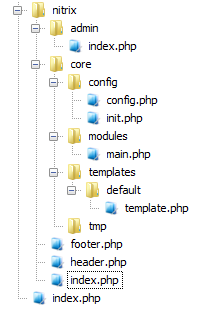 nitrix
admin
index.php
core
config
config.php
init.php
modules
main.php
templates
default
template.php
tmp
footer.php
header.php
index.php
index.php